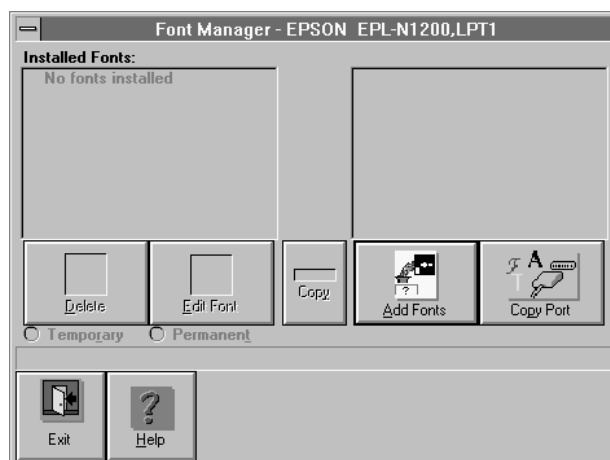 Font Manager - EPSON EPL-N1200,LPT1
Installed Fonts:
No fonts installed
Delete
Edit Font
Copy
Add Fonts
Copy Port
Temporary
Permanent
Exit
Help